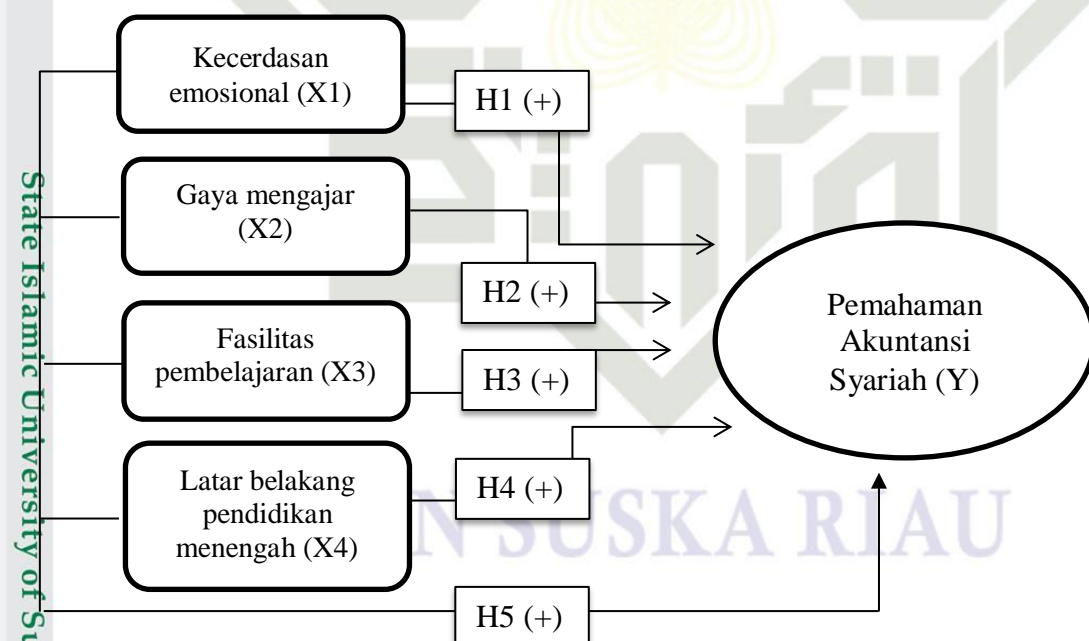 Kecerdasan
emosional (X1)
H1 (+)
Gaya mengajar
(X2)
H2 (+)
Fasilitas
pembelajaran (X3)
H3 (+)
Latar belakang
pendidikan
menengah (X4)
H4 (+)
H5 (+)
Pemahaman
Akuntansi
Syariah (Y)
State Islamic University of Su
N SUSKA RIAU